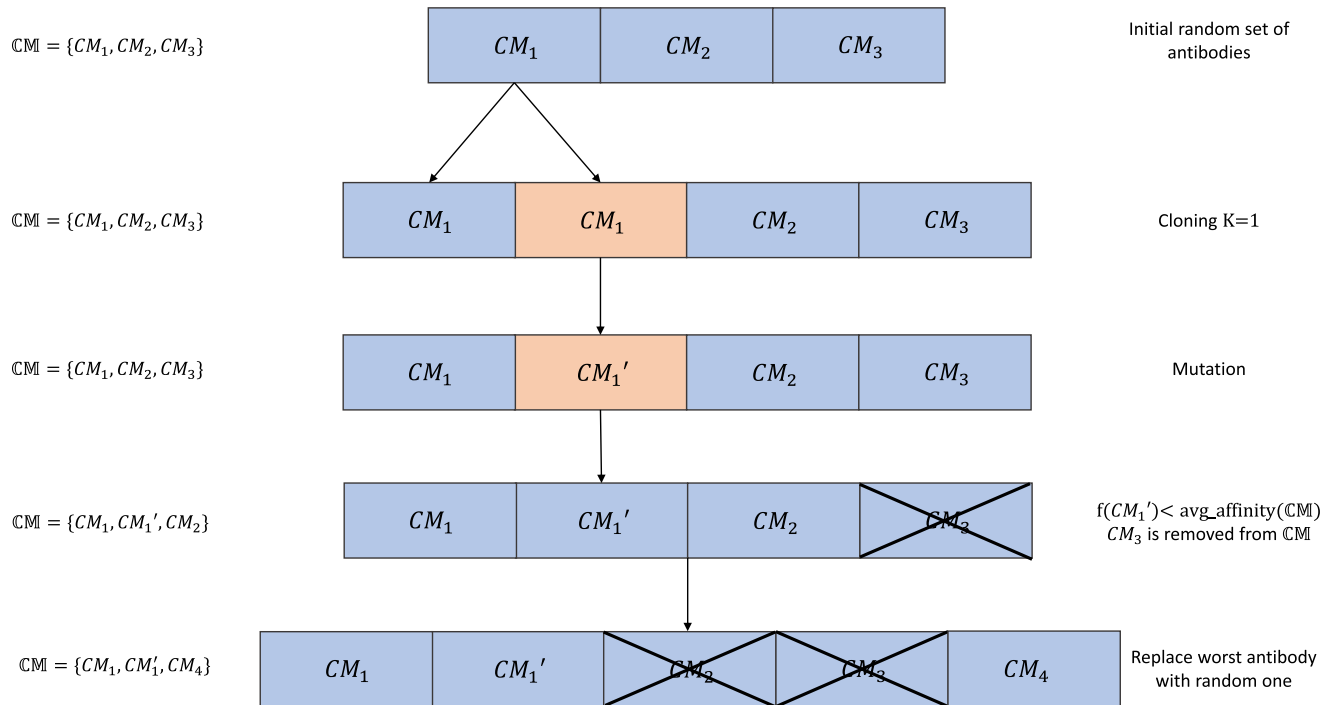 ℂ𝕄 = {CM₁, CM₂, CM₃}
CM₁ CM₂ CM₃
Initial random set of
antibodies
ℂ𝕄 = {CM₁, CM₂, CM₃}
CM₁ CM₁ CM₂ CM₃
Cloning K=1
ℂ𝕄 = {CM₁, CM₂, CM₃}
CM₁ CM₁′ CM₂ CM₃
Mutation
ℂ𝕄 = {CM₁, CM₁′, CM₂}
CM₁ CM₁′ CM₂ CM₃
f(CM₁′)< avg_affinity(ℂ𝕄)
CM₃ is removed from ℂ𝕄
ℂ𝕄 = {CM₁, CM₁′, CM₄}
CM₁ CM₁′ CM₂ CM₃ CM₄
Replace worst antibody
with random one